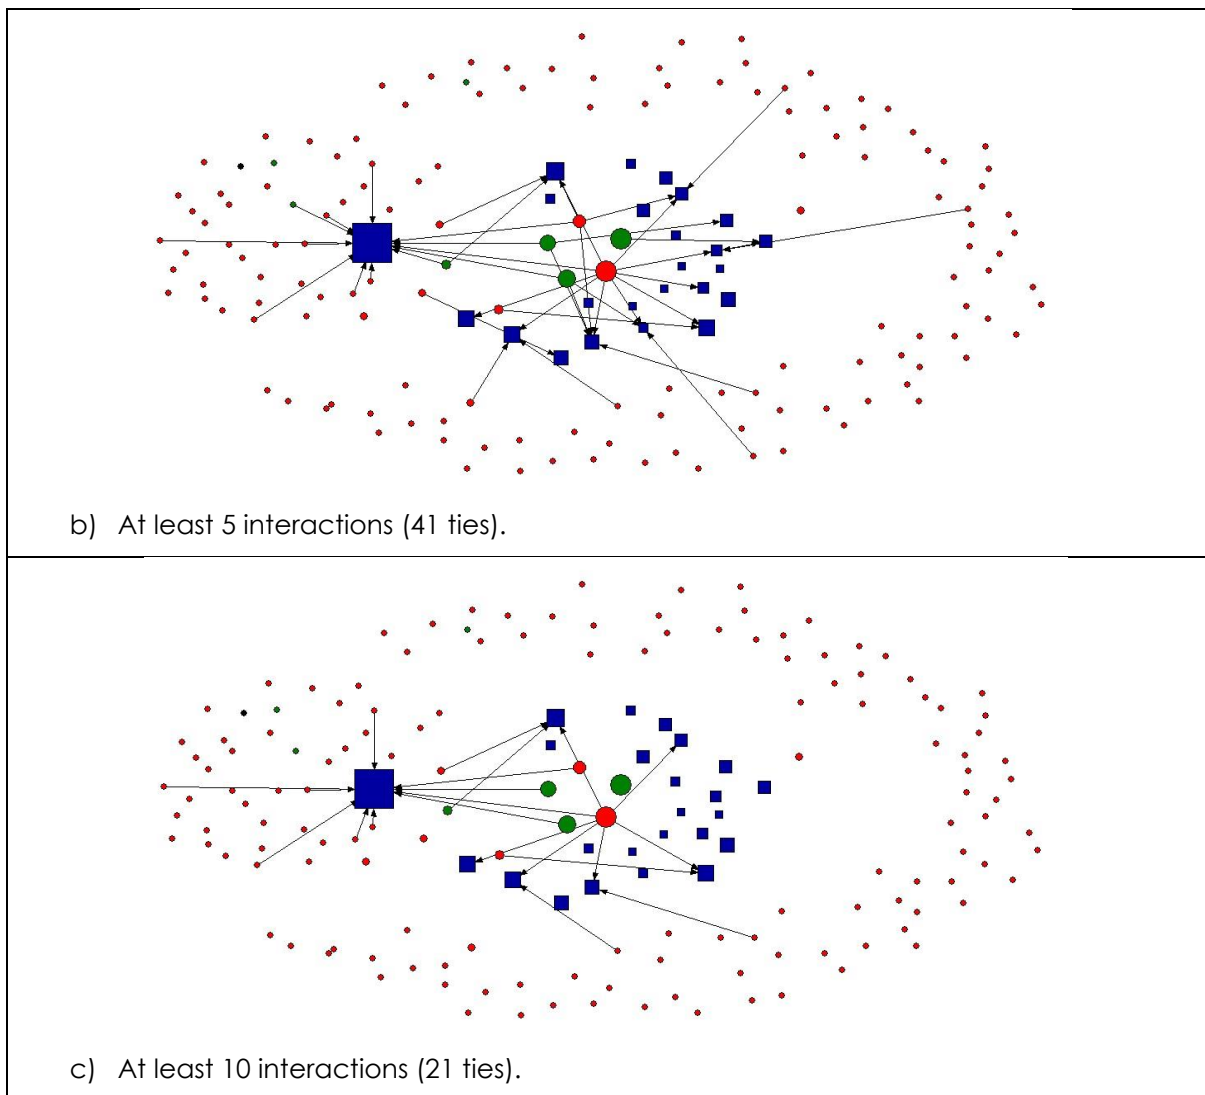 b) At least 5 interactions (41 ties).
c) At least 10 interactions (21 ties).